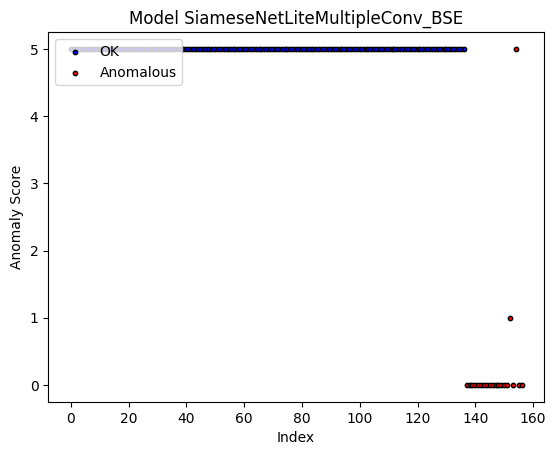 Model SiameseNetLiteMultipleConv_BSE
OK
Anomalous
Anomaly Score
5
4
3
2
1
0
0 20 40 60 80 100 120 140 160
Index